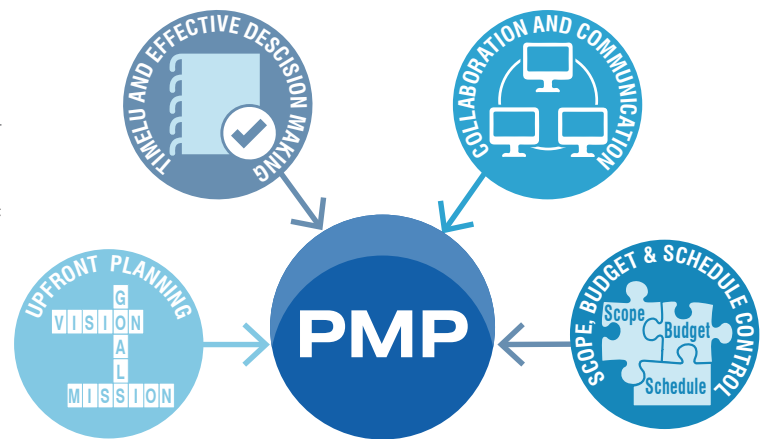 TIMELU AND EFFECTIVE DESCISION MAKING
COLLABORATION AND COMMUNICATION
UPFRONT PLANNING
G
VISION
A
L
MISSION
PMP
SCOPE, BUDGET & SCHEDULE CONTROL
Scope
Budget
Schedule